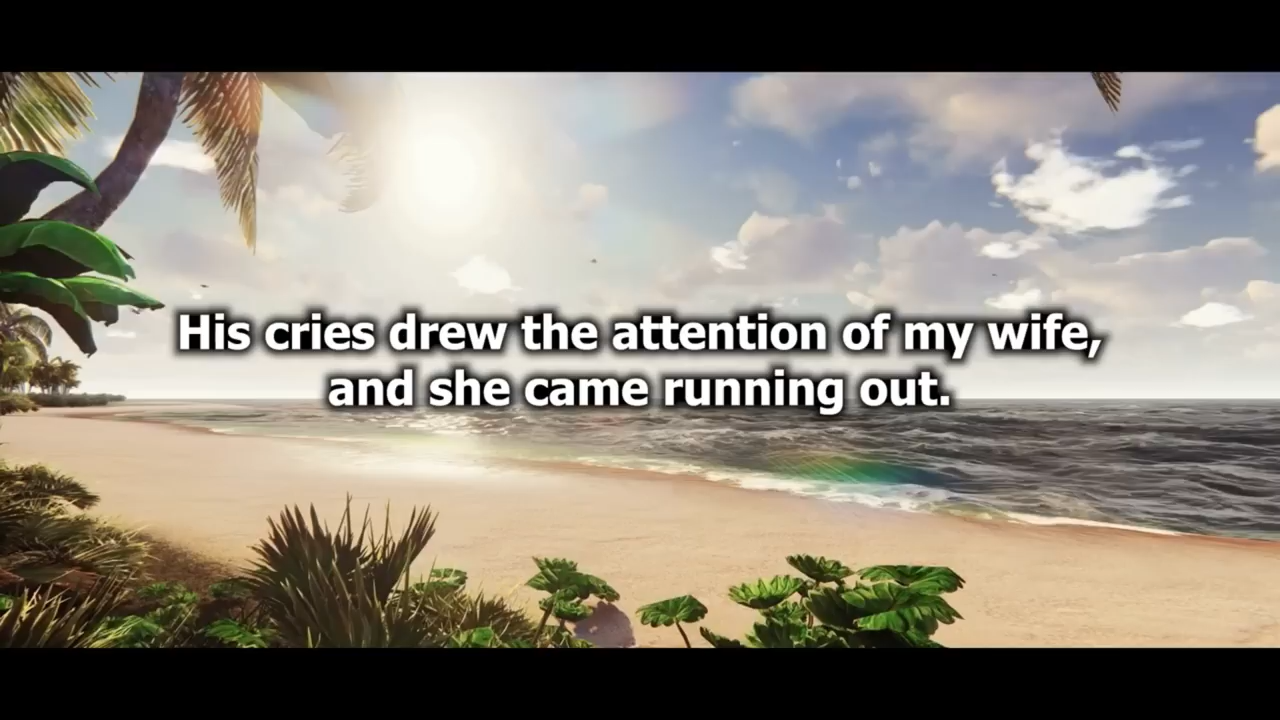 His cries drew the attention of my wife,
and she came running out.